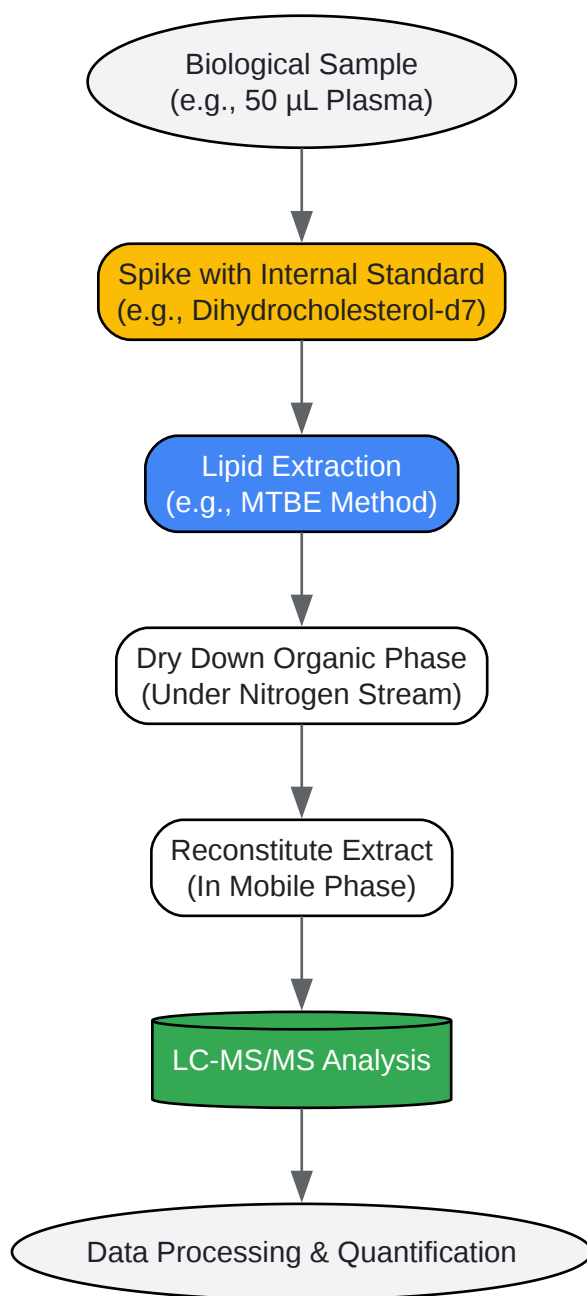 Biological Sample
(e.g., 50 µL Plasma)
Spike with Internal Standard
(e.g., Dihydrocholesterol-d7)
Lipid Extraction
(e.g., MTBE Method)
Dry Down Organic Phase
(Under Nitrogen Stream)
Reconstitute Extract
(In Mobile Phase)
LC-MS/MS Analysis
Data Processing & Quantification